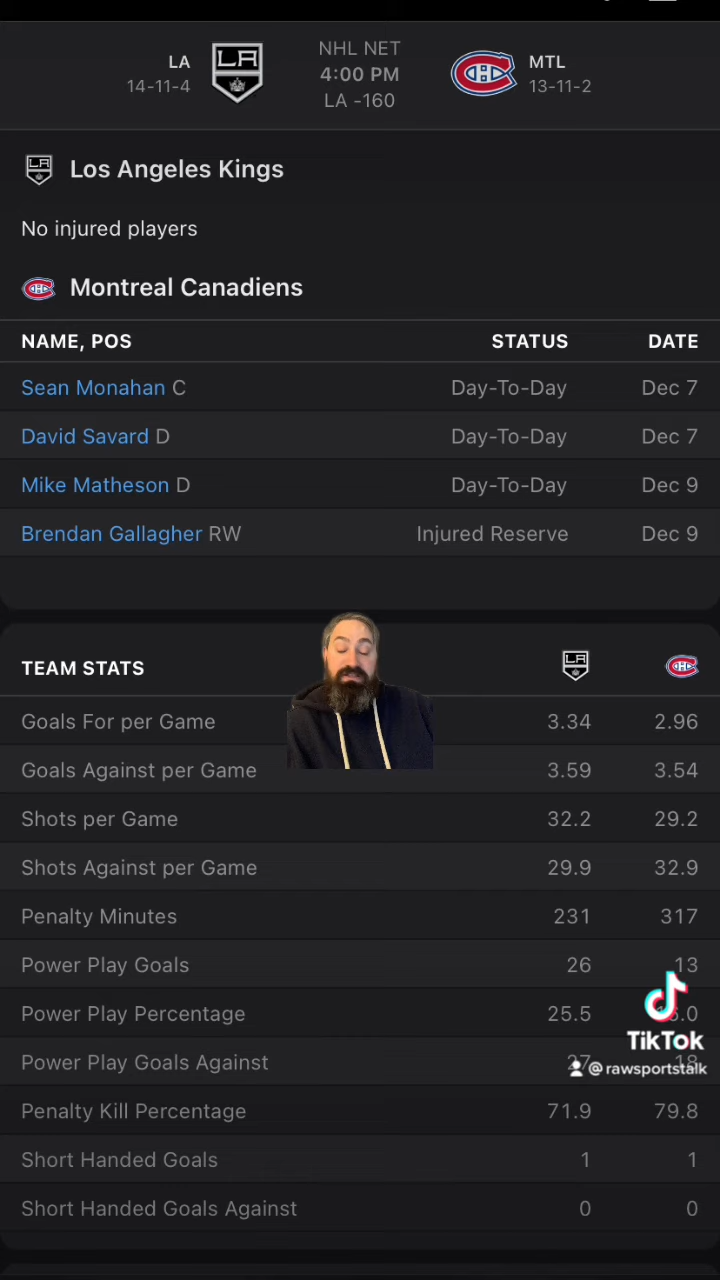 LA
14-11-4
LA
NHL NET
4:00 PM
LA -160
MTL
13-11-2
LA
Los Angeles Kings
No injured players
Montreal Canadiens
NAME, POS STATUS DATE
Sean Monahan C Day-To-Day Dec 7
David Savard D Day-To-Day Dec 7
Mike Matheson D Day-To-Day Dec 9
Brendan Gallagher RW Injured Reserve Dec 9
TEAM STATS LA
Goals For per Game 3.34 2.96
Goals Against per Game 3.59 3.54
Shots per Game 32.2 29.2
Shots Against per Game 29.9 32.9
Penalty Minutes 231 317
Power Play Goals 26 13
Power Play Percentage 25.5 .0
Power Play Goals Against 27 18
Penalty Kill Percentage 71.9 79.8
Short Handed Goals 1 1
Short Handed Goals Against 0 0
TikTok
@rawsportstalk